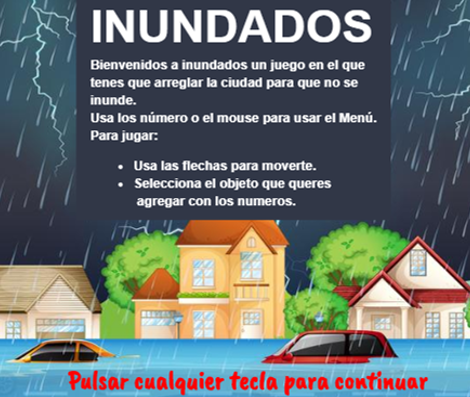 INUNDADOS
Bienvenidos a inundados un juego en el que
tenes que arreglar la ciudad para que no se
inunde.
Usa los número o el mouse para usar el Menú.
Para jugar:
• Usa las flechas para moverte.
• Selecciona el objeto que queres
agregar con los numeros.
Pulsar cualquier tecla para continuar